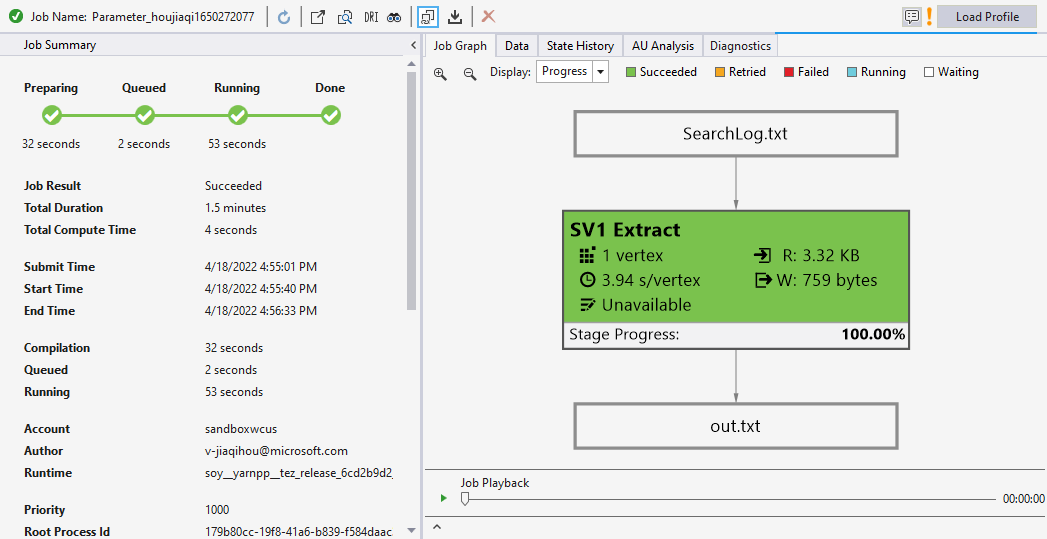 Job Name: Parameter_houjiaqi1650272077
DRI
Load Profile
Job Summary
Preparing Queued Running Done
32 seconds 2 seconds 53 seconds
Job Result Succeeded
Total Duration 1.5 minutes
Total Compute Time 4 seconds
Submit Time 4/18/2022 4:55:01 PM
Start Time 4/18/2022 4:55:40 PM
End Time 4/18/2022 4:56:33 PM
Compilation 32 seconds
Queued 2 seconds
Running 53 seconds
Account sandboxwcus
Author v-jiaqihou@microsoft.com
Runtime soy__yarnpp__tez_release_6cd2b9d2_
Priority 1000
Root Process Id 179b80cc-19f8-41a6-b839-f584daac
Job Graph Data State History AU Analysis Diagnostics
Display: Progress Succeeded Retried Failed Running Waiting
SearchLog.txt
SV1 Extract
1 vertex R: 3.32 KB
3.94 s/vertex W: 759 bytes
Unavailable
Stage Progress: 100.00%
out.txt
Job Playback
00:00:00